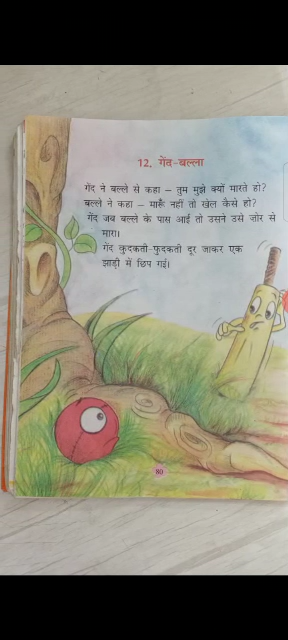 12. गेंद-बल्ला
गेंद ने बल्ले से कहा – तुम मुझे क्यों मारते हो?
बल्ले ने कहा – मारूँ नहीं तो खेल कैसे हो?
गेंद जब बल्ले के पास आई तो उसने उसे जोर से
मारा।
गेंद कुदकती-फुदकती दूर जाकर एक
झाड़ी में छिप गई।
80